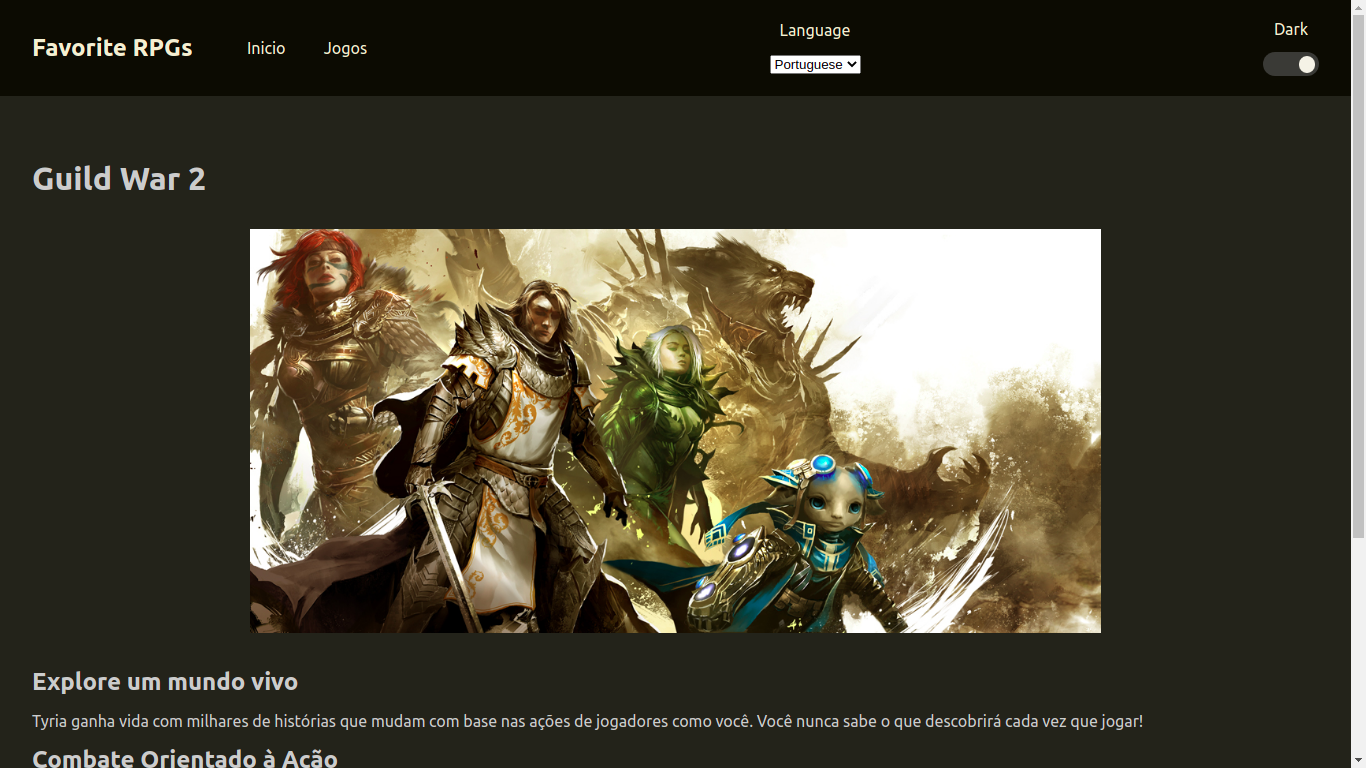 Favorite RPGs
Inicio
Jogos
Language
Portuguese
Dark
Guild War 2
Explore um mundo vivo
Tyria ganha vida com milhares de histórias que mudam com base nas ações de jogadores como você. Você nunca sabe o que descobrirá cada vez que jogar!
Combate Orientado à Ação